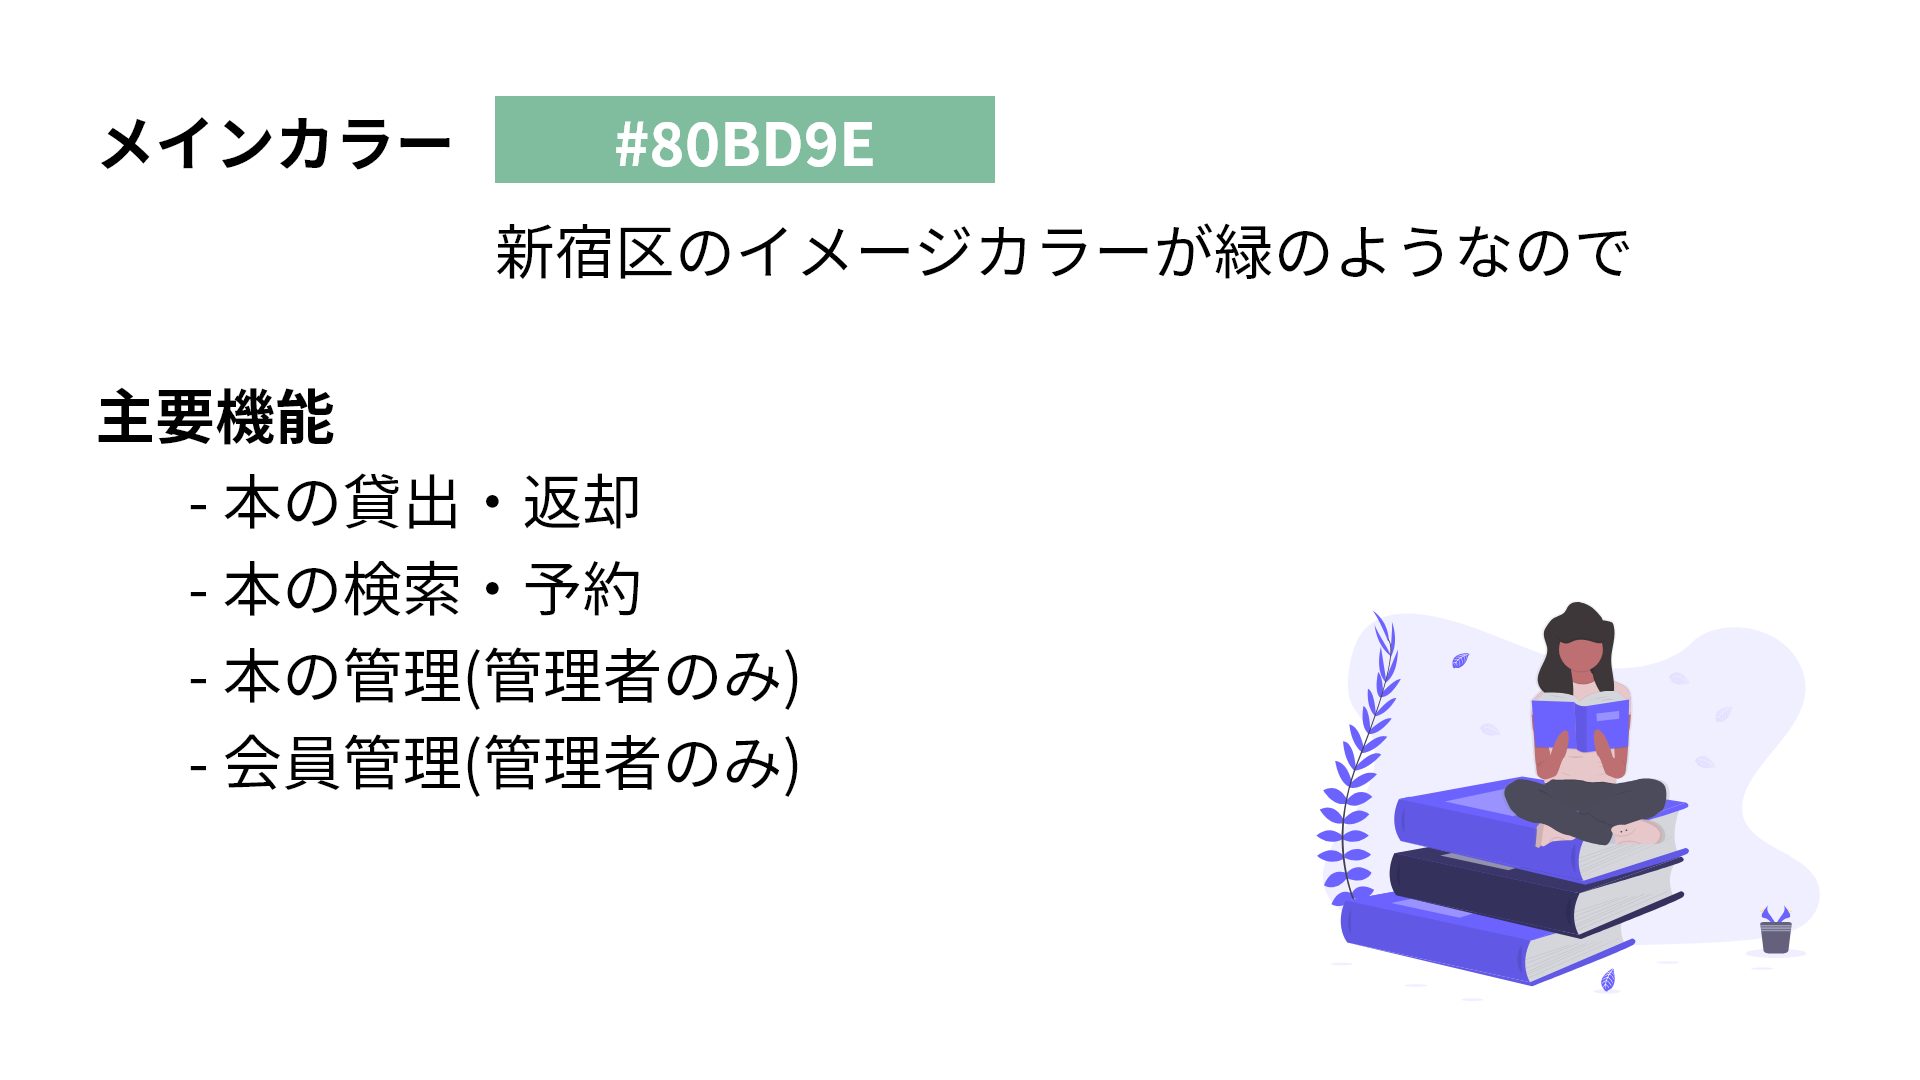 メインカラー #80BD9E
新宿区のイメージカラーが緑のようなので
主要機能
- 本の貸出・返却
- 本の検索・予約
- 本の管理(管理者のみ)
- 会員管理(管理者のみ)